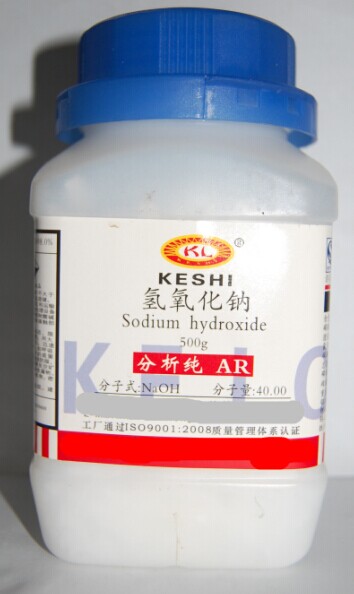 KL
KESHI
®
KESHI
氢氧化钠
Sodium hydroxide
500g
分析纯 AR
分子式:NaOH 分子量:40.00
工厂通过ISO9001:2008质量管理体系认证